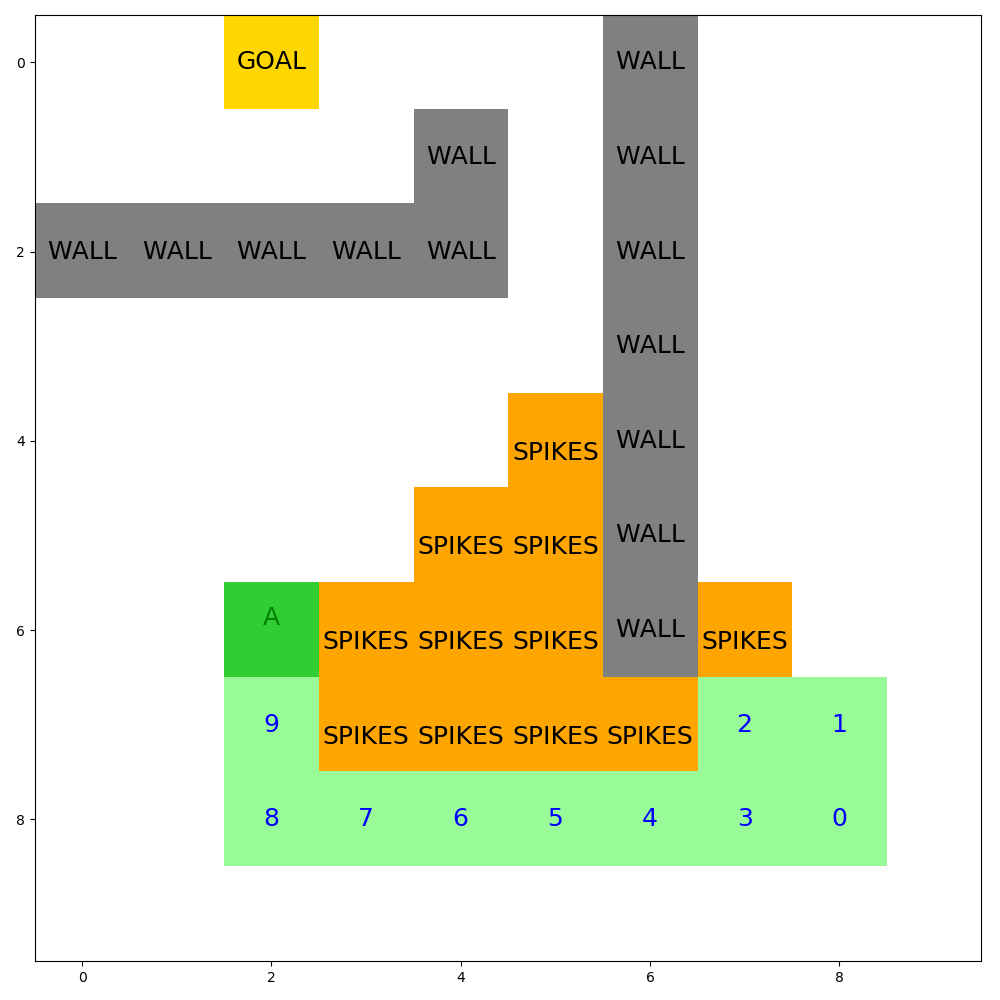 0 GOAL WALL
WALL WALL
2 WALL WALL WALL WALL WALL WALL
WALL
4 SPIKES WALL
SPIKES SPIKES WALL
6 A SPIKES SPIKES SPIKES WALL SPIKES
9 SPIKES SPIKES SPIKES SPIKES 2 1
8 8 7 6 5 4 3 0
0 2 4 6 8